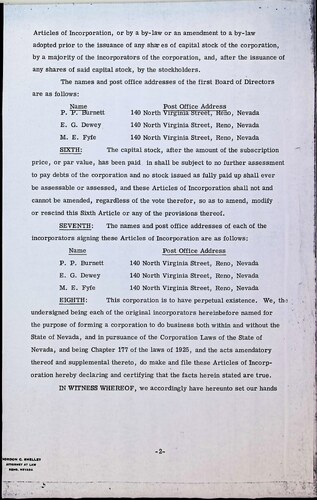 Articles of Incorporation, or by a by-law or an amendment to a by-law
adopted prior to the issuance of any shares of capital stock of the corporation,
by a majority of the incorporators of the corporation, and, after the issuance of
any shares of said capital stock, by the stockholders.
The names and post office addresses of the first Board of Directors
are as follows:
Name Post Office Address
P. P. Burnett 140 North Virginia Street, Reno, Nevada
E. G. Dewey 140 North Virginia Street, Reno, Nevada
M. E. Fyfe 140 North Virginia Street, Reno, Nevada
SIXTH: The capital stock, after the amount of the subscription
price, or par value, has been paid in shall be subject to no further assessment
to pay debts of the corporation and no stock issued as fully paid up shall ever
be assessable or assessed, and these Articles of Incorporation shall not and
cannot be amended, regardless of the vote therefor, so as to amend, modify
or rescind this Sixth Article or any of the provisions thereof.
SEVENTH: The names and post office addresses of each of the
incorporators signing these Articles of Incorporation are as follows:
Name Post Office Address
P. P. Burnett 140 North Virginia Street, Reno, Nevada
E. G. Dewey 140 North Virginia Street, Reno, Nevada
M. E. Fyfe 140 North Virginia Street, Reno, Nevada
EIGHTH: This corporation is to have perpetual existence. We, the
undersigned being each of the original incorporators hereinbefore named for
the purpose of forming a corporation to do business both within and without the
State of Nevada, and in pursuance of the Corporation Laws of the State of
Nevada, and being Chapter 177 of the laws of 1925, and the acts amendatory
thereof and supplemental thereto, do make and file these Articles of Incorp-
oration hereby declaring and certifying that the facts herein stated are true.
IN WITNESS WHEREOF, we accordingly have hereunto set our hands
-2-
GORDON C. SHELLEY
ATTORNEY AT LAW
RENO, NEVADA